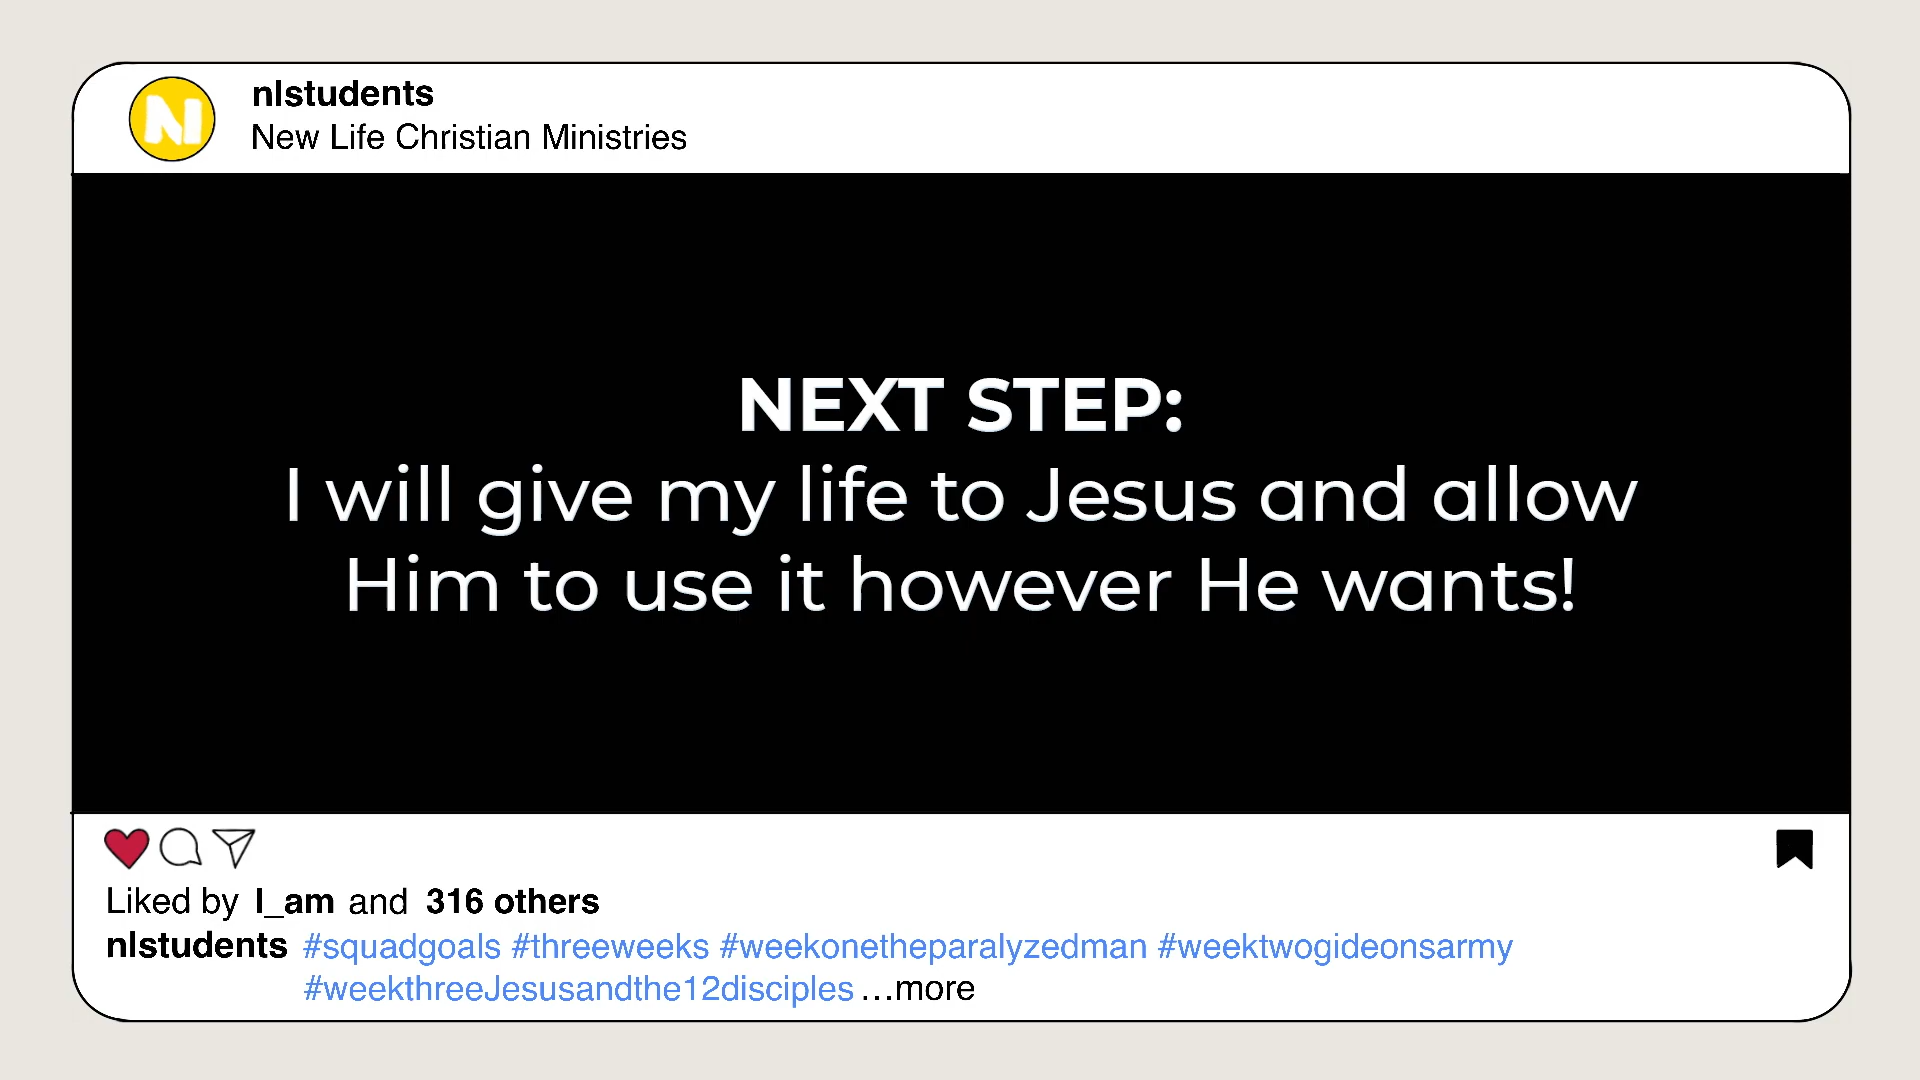 Nl
nlstudents
New Life Christian Ministries
NEXT STEP:
I will give my life to Jesus and allow
Him to use it however He wants!
Liked by I_am and 316 others
nlstudents #squadgoals #threeweeks #weekonetheparalyzedman #weektwogideonsarmy
#weekthreeJesusandthe12disciples ...more